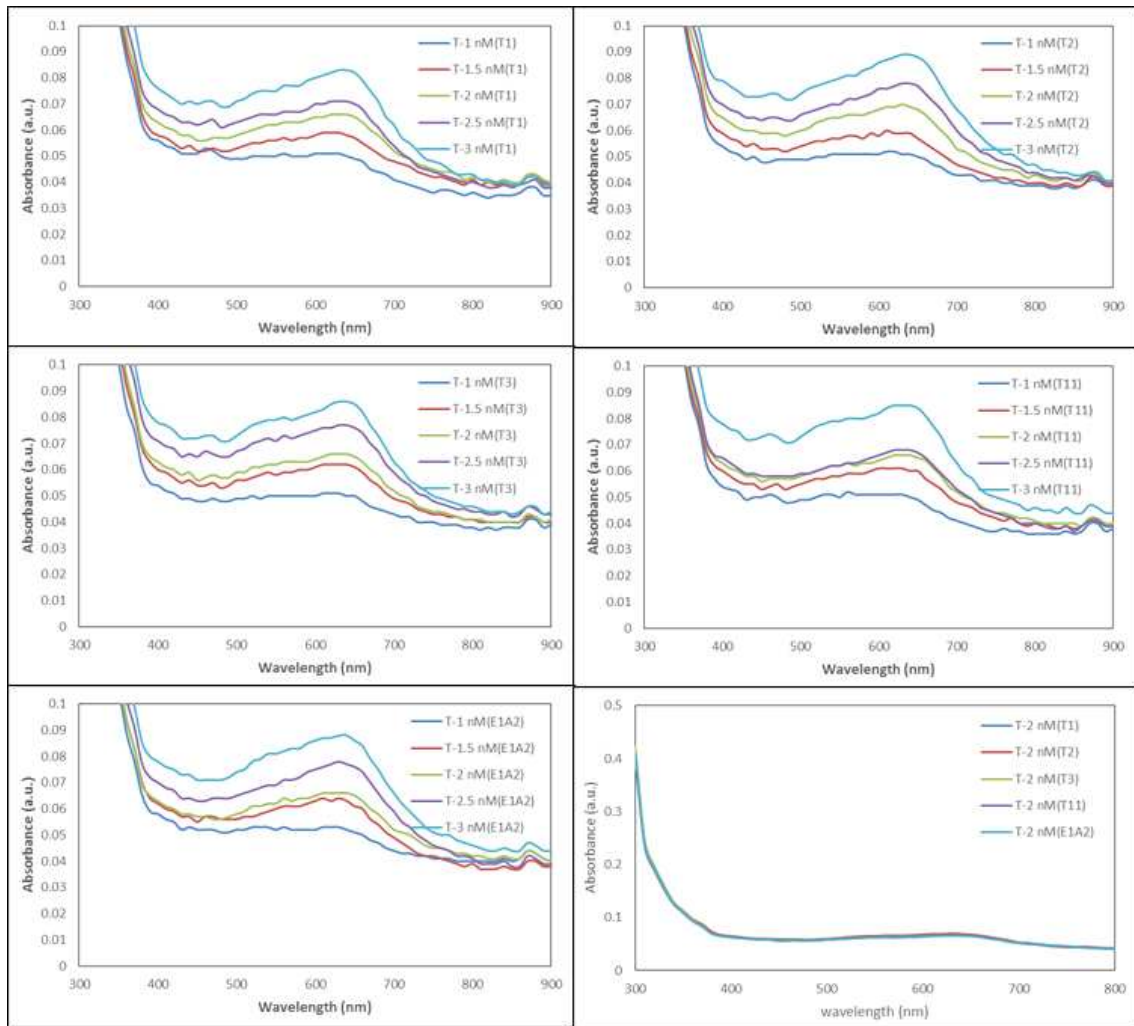 0.1
0.09
0.08
0.07
0.06
0.05
0.04
0.03
0.02
0.01
0
Absorbance (a.u.)
T-1 nM(T1)
T-1.5 nM(T1)
T-2 nM(T1)
T-2.5 nM(T1)
T-3 nM(T1)
300 400 500 600 700 800 900
Wavelength (nm)
0.1
0.09
0.08
0.07
0.06
0.05
0.04
0.03
0.02
0.01
0
Absorbance (a.u.)
T-1 nM(T2)
T-1.5 nM(T2)
T-2 nM(T2)
T-2.5 nM(T2)
T-3 nM(T2)
300 400 500 600 700 800 900
Wavelength (nm)
0.1
0.09
0.08
0.07
0.06
0.05
0.04
0.03
0.02
0.01
0
Absorbance (a.u.)
T-1 nM(T3)
T-1.5 nM(T3)
T-2 nM(T3)
T-2.5 nM(T3)
T-3 nM(T3)
300 400 500 600 700 800 900
Wavelength (nm)
0.1
0.09
0.08
0.07
0.06
0.05
0.04
0.03
0.02
0.01
0
Absorbance (a.u.)
T-1 nM(T11)
T-1.5 nM(T11)
T-2 nM(T11)
T-2.5 nM(T11)
T-3 nM(T11)
300 400 500 600 700 800 900
Wavelength (nm)
0.1
0.09
0.08
0.07
0.06
0.05
0.04
0.03
0.02
0.01
0
Absorbance (a.u.)
T-1 nM(E1A2)
T-1.5 nM(E1A2)
T-2 nM(E1A2)
T-2.5 nM(E1A2)
T-3 nM(E1A2)
300 400 500 600 700 800 900
Wavelength (nm)
0.5
0.4
0.3
0.2
0.1
0
Absorbance (a.u.)
T-2 nM(T1)
T-2 nM(T2)
T-2 nM(T3)
T-2 nM(T11)
T-2 nM(E1A2)
300 400 500 600 700 800
wavelength (nm)